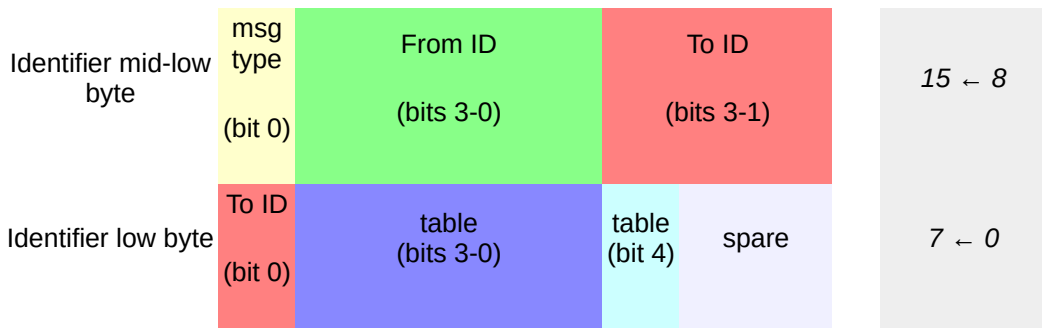 Identifier mid-low
byte
msg
type
(bit 0)
From ID
(bits 3-0)
To ID
(bits 3-1)
15 ← 8
Identifier low byte
To ID
(bit 0)
table
(bits 3-0)
table
(bit 4)
spare
7 ← 0